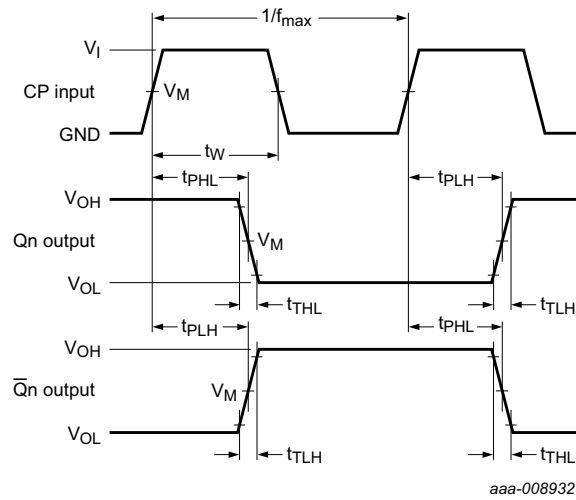 1/fmax
VI
CP input
VM
GND
tW
tPHL
tPLH
VOH
Qn output
VM
VOL
tTHL
tTLH
tPLH
tPHL
VOH
Q̅n output
VM
VOL
tTLH
tTHL
aaa-008932